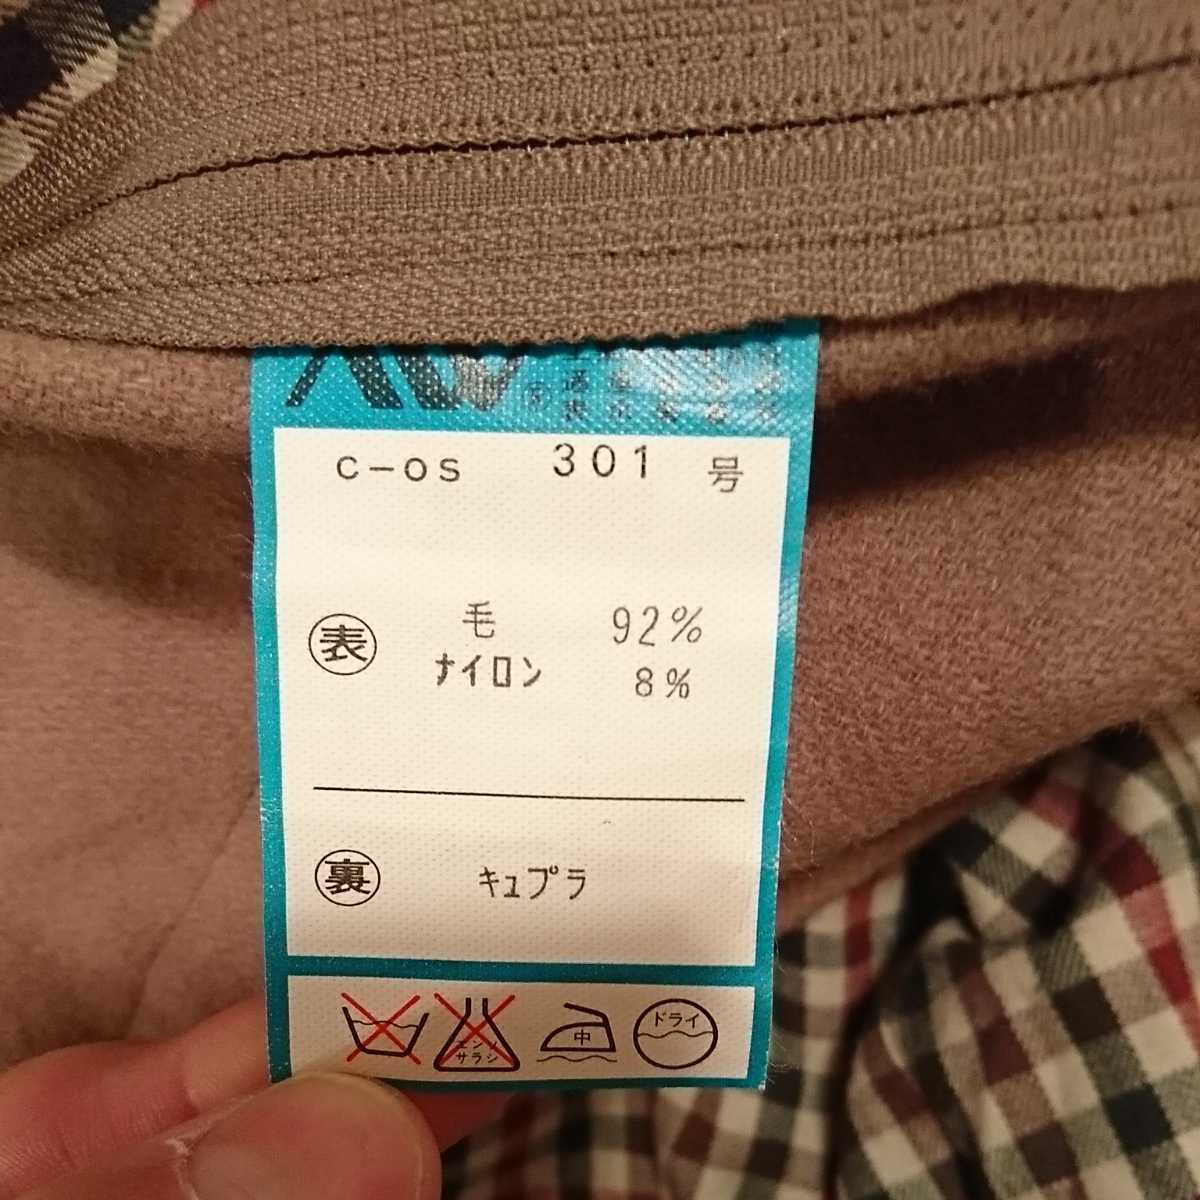 C-OS 301 号
表 毛 92%
ナイロン 8%
裏 キュプラ
エンソ
サラシ
中
ドライ